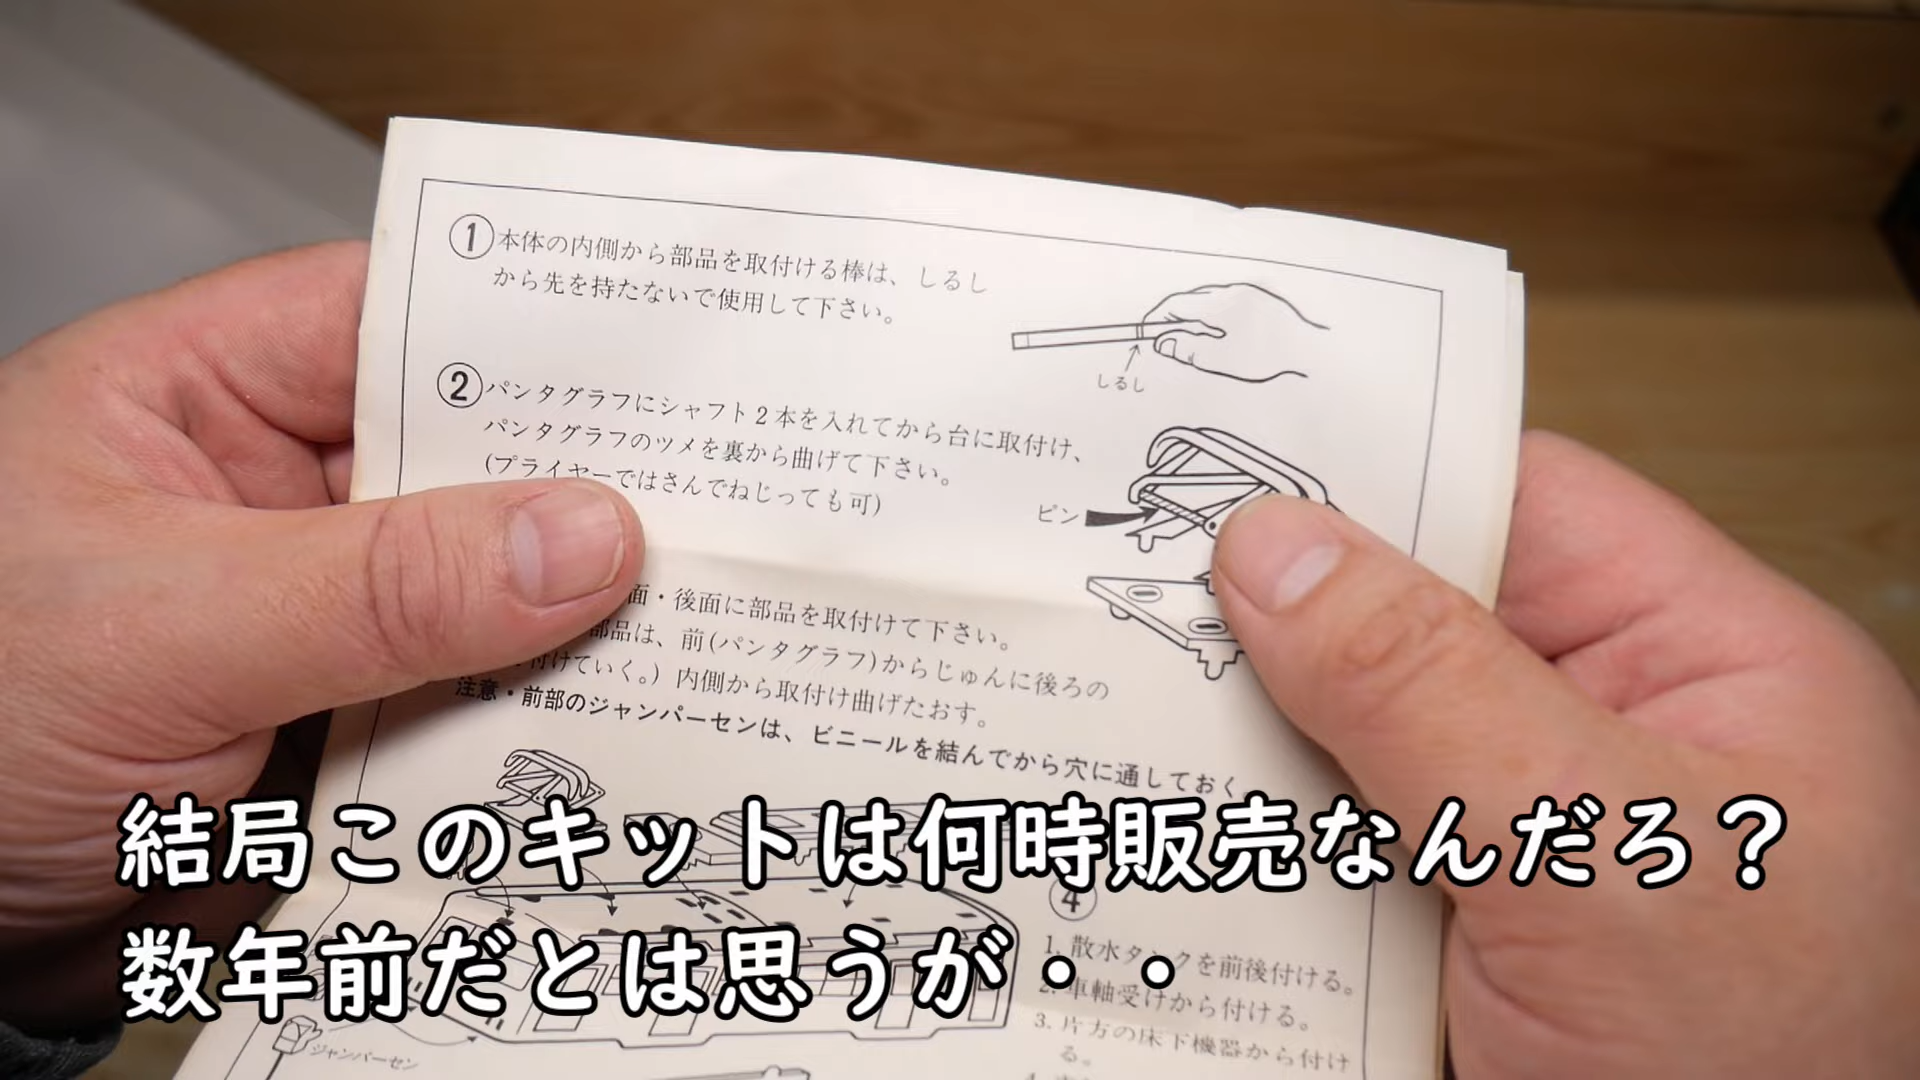 ①本体の内側から部品を取付ける棒は、しるし
から先を持たないで使用して下さい。
しるし
②パンタグラフにシャフト2本を入れてから台に取付け、
パンタグラフのツメを裏から曲げて下さい。
(プライヤーではさんでねじっても可)
ピン
面・後面に部品を取付けて下さい。
部品は、前(パンタグラフ)からじゅんに後ろの
付けていく。) 内側から取付け曲げたおす。
注意・前部のジャンパーセンは、ビニールを結んでから穴に通しておく。
ジャンパーセン
④
1. 散水タンクを前後付ける。
2. 車軸受けから付ける。
3. 片方の床下機器から付け
る。
結局このキットは何時販売なんだろ？
数年前だとは思うが・・